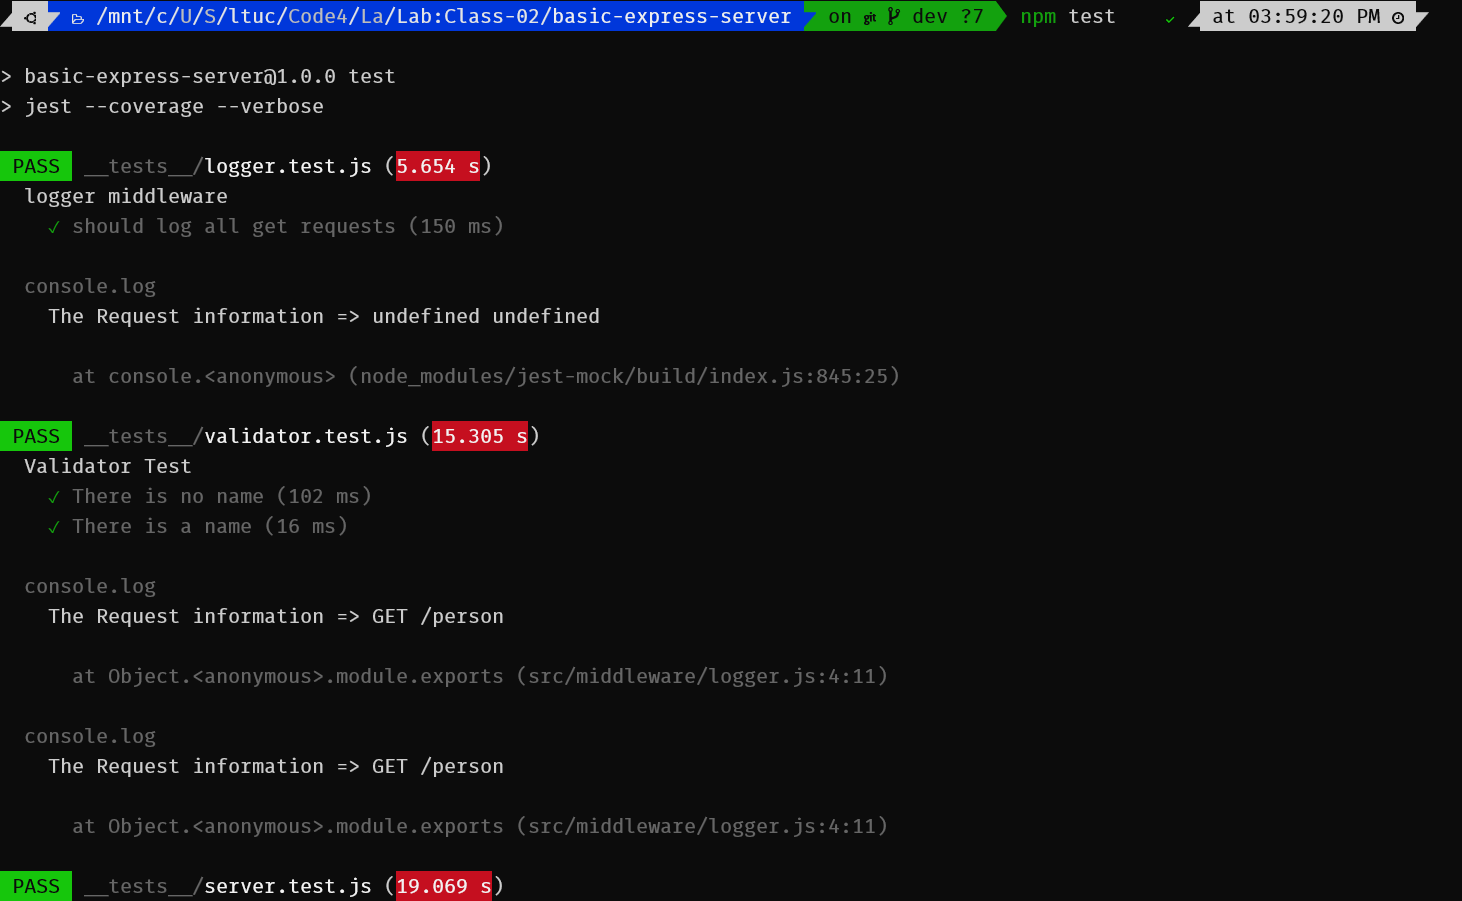 /mnt/c/U/S/ltuc/Code4/La/Lab:Class-02/basic-express-server on git dev ?7 npm test ✓ at 03:59:20 PM
> basic-express-server@1.0.0 test
> jest --coverage --verbose
PASS __tests__/logger.test.js (5.654 s)
logger middleware
✓ should log all get requests (150 ms)
console.log
The Request information => undefined undefined
at console.<anonymous> (node_modules/jest-mock/build/index.js:845:25)
PASS __tests__/validator.test.js (15.305 s)
Validator Test
✓ There is no name (102 ms)
✓ There is a name (16 ms)
console.log
The Request information => GET /person
at Object.<anonymous>.module.exports (src/middleware/logger.js:4:11)
console.log
The Request information => GET /person
at Object.<anonymous>.module.exports (src/middleware/logger.js:4:11)
PASS __tests__/server.test.js (19.069 s)